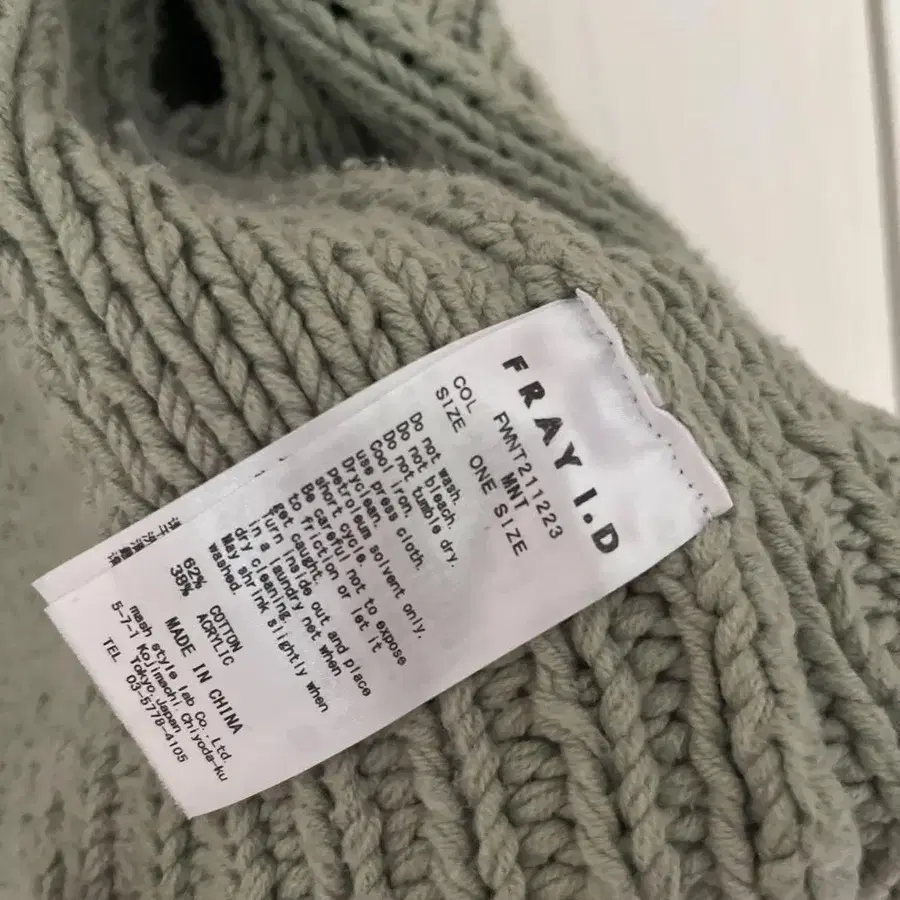 FRAY I.D
FWNT211223
COL MNT
SIZE ONE SIZE
Do not wash.
Do not bleach.
Do not tumble dry.
Cool iron.
use press cloth.
Dryclean.
petroleum solvent only.
short cycle.
Be careful not to expose
to friction or let it
get caught.
Turn inside out and place
in a laundry net when
dry cleaning.
May shrink slightly when
washed.
62% COTTON
38% ACRYLIC
MADE IN CHINA
mash style lab Co.,Ltd.
5-7-1 Kojimachi.Chiyoda-ku
Tokyo,Japan
TEL 03-5778-4105